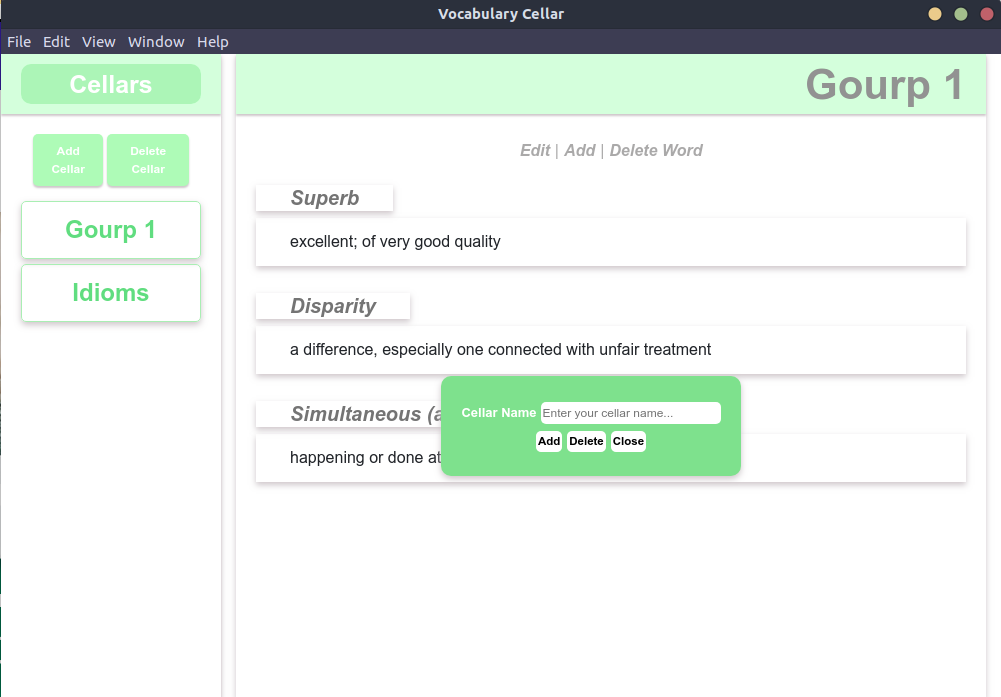 Vocabulary Cellar
File Edit View Window Help
Cellars
Add Cellar
Delete Cellar
Gourp 1
Idioms
Gourp 1
Edit | Add | Delete Word
Superb
excellent; of very good quality
Disparity
a difference, especially one connected with unfair treatment
Simultaneous (a
happening or done at
Cellar Name Enter your cellar name...
Add Delete Close